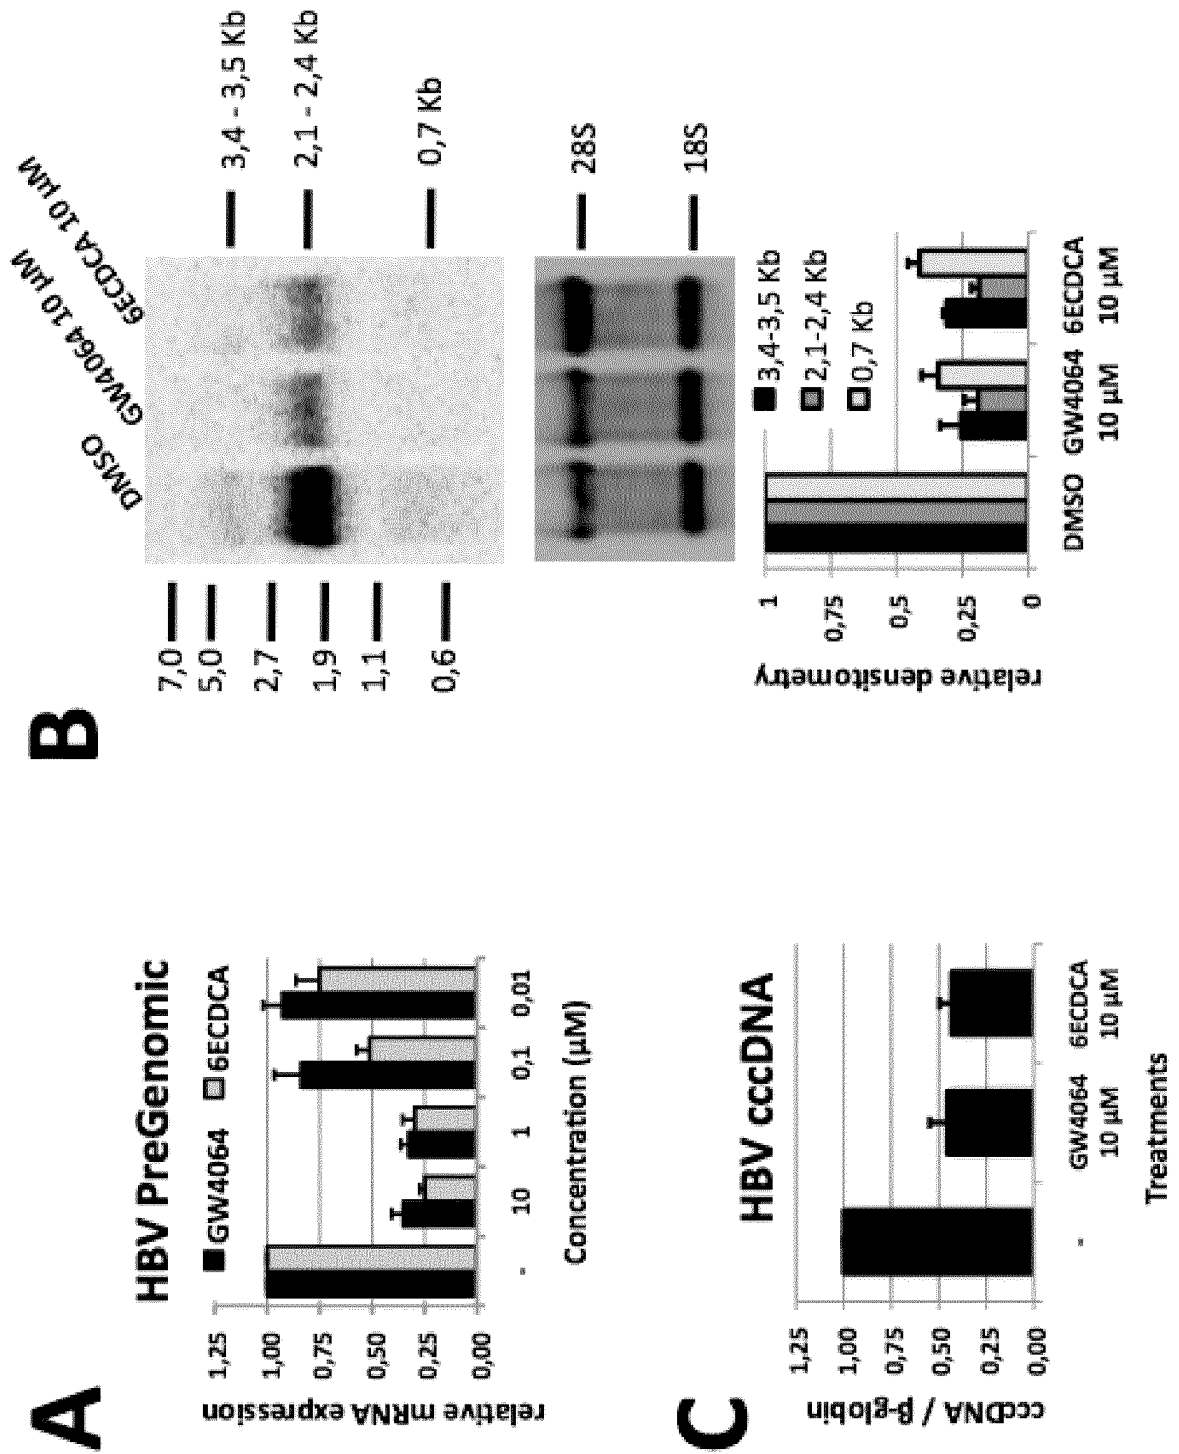 A
HBV PreGenomic
GW4064 6ECDCA
relative mRNA expression
1,25
1,00
0,75
0,50
0,25
0,00
- 10 1 0,1 0,01
Concentration (µM)
B
DMSO
GW4064 10 µM
6ECDCA 10 µM
7,0
5,0
2,7
1,9
1,1
0,6
3,4 - 3,5 Kb
2,1 - 2,4 Kb
0,7 Kb
28S
18S
relative densitometry
1
0,75
0,5
0,25
0
3,4-3,5 Kb
2,1-2,4 Kb
0,7 Kb
DMSO GW4064 6ECDCA
10 µM 10 µM
C
HBV cccDNA
cccDNA / β-globin
1,25
1,00
0,75
0,50
0,25
0,00
- GW4064 6ECDCA
10 µM 10 µM
Treatments